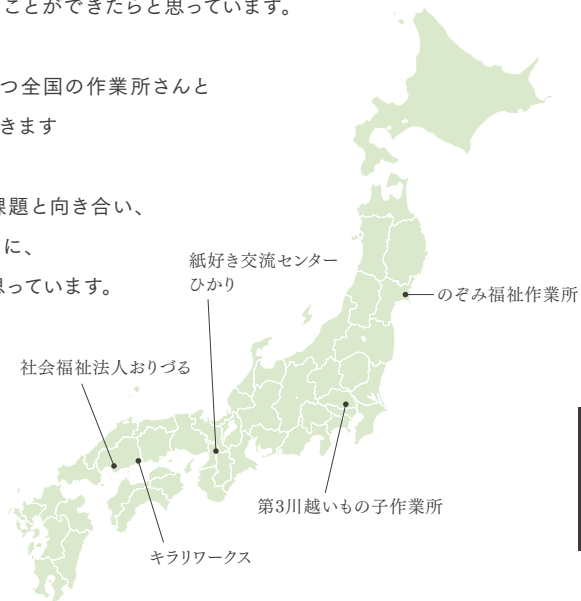 ことができたらと思っています。
つ全国の作業所さんと
きます
課題と向き合い、
に、
思っています。
紙好き交流センター
ひかり
のぞみ福祉作業所
社会福祉法人おりづる
第3川越いもの子作業所
キラリワークス